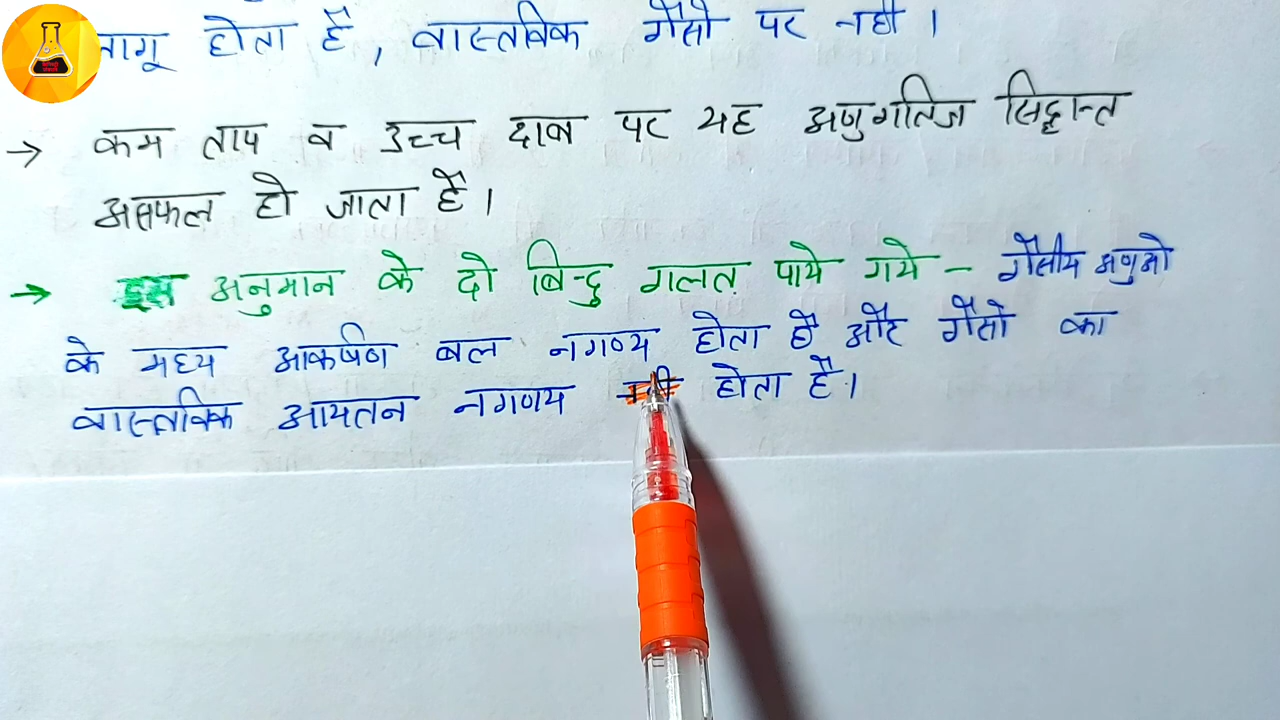 लागू होता है, वास्तविक गैसो पर नही।
→ कम ताप व उच्च दाब पर यह अणुगतिज सिद्धान्त
असफल हो जाता है।
→ इस अनुमान के दो बिन्दु गलत पाये गये - गैसीय अणुओ
के मध्य आकर्षण बल नगण्य होता है और गैसो का
वास्तविक आयतन नगणय होता है।